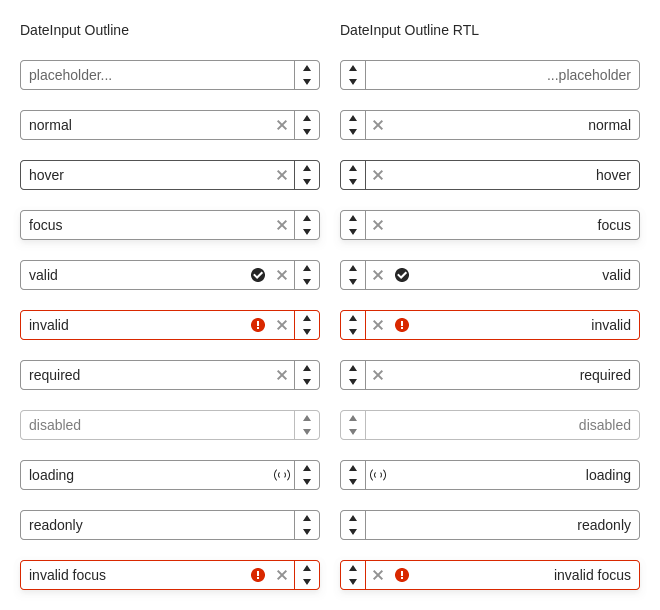 DateInput Outline
DateInput Outline RTL
placeholder...
...placeholder
normal
normal
hover
hover
focus
focus
valid
valid
invalid
invalid
required
required
disabled
disabled
loading
loading
readonly
readonly
invalid focus
invalid focus